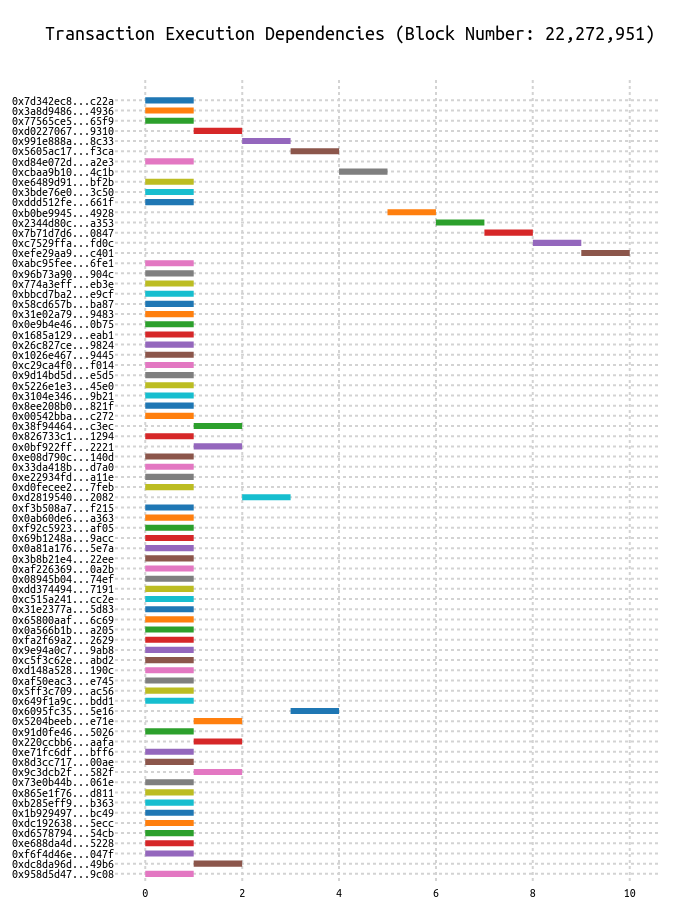 Transaction Execution Dependencies (Block Number: 22,272,951)
0x7d342ec8...c22a
0x3a8d9486...4936
0x77565ce5...65f9
0xd0227067...9310
0x991e888a...8c33
0x5605ac17...f3ca
0xd84e072d...a2e3
0xcbaa9b10...4c1b
0xe6489d91...bf2b
0x3bde76e0...3c50
0xddd512fe...661f
0xb0be9945...4928
0x2344d80c...a353
0x7b71d7d6...0847
0xc7529ffa...fd0c
0xefe29aa9...c401
0xabc95fee...6fe1
0x96b73a90...904c
0x774a3eff...eb3e
0xbbcd7ba2...e9cf
0x58cd657b...ba87
0x31e02a79...9483
0x0e9b4e46...0b75
0x1685a129...eab1
0x26c827ce...9824
0x1026e467...9445
0xc29ca4f0...f014
0x9d14bd5d...e5d5
0x5226e1e3...45e0
0x3104e346...9b21
0x8ee208b0...821f
0x00542bba...c272
0x38f94464...c3ec
0x826733c1...1294
0x0bf922ff...2221
0xe08d790c...140d
0x33da418b...d7a0
0xe22934fd...a11e
0xd0fecee2...7feb
0xd2819540...2082
0xf3b508a7...f215
0x0ab60de6...a363
0xf92c5923...af05
0x69b1248a...9acc
0x0a81a176...5e7a
0x3b8b21e4...22ee
0xaf226369...0a2b
0x08945b04...74ef
0xdd374494...7191
0xc515a241...cc2e
0x31e2377a...5d83
0x65800aaf...6c69
0x0a566b1b...a205
0xfa2f69a2...2629
0x9e94a0c7...9ab8
0xc5f3c62e...abd2
0xd148a528...190c
0xaf50eac3...e745
0x5ff3c709...ac56
0x649f1a9c...bdd1
0x6095fc35...5e16
0x5204beeb...e71e
0x91d0fe46...5026
0x220ccbb6...aafa
0xe71fc6df...bff6
0x8d3cc717...00ae
0x9c3dcb2f...582f
0x73e0b44b...061e
0x865e1f76...d811
0xb285eff9...b363
0x1b929497...bc49
0xdc192638...5ecc
0xd6578794...54cb
0xe688da4d...5228
0xf6f4d46e...047f
0xdc8da96d...49b6
0x958d5d47...9c08
0 2 4 6 8 10